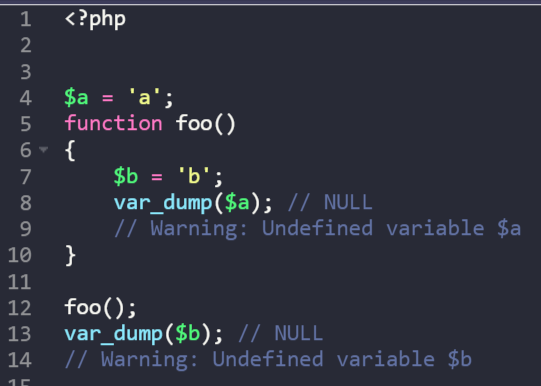 1 <?php
2
3
4 $a = 'a';
5 function foo()
6 {
7 $b = 'b';
8 var_dump($a); // NULL
9 // Warning: Undefined variable $a
10 }
11
12 foo();
13 var_dump($b); // NULL
14 // Warning: Undefined variable $b
15